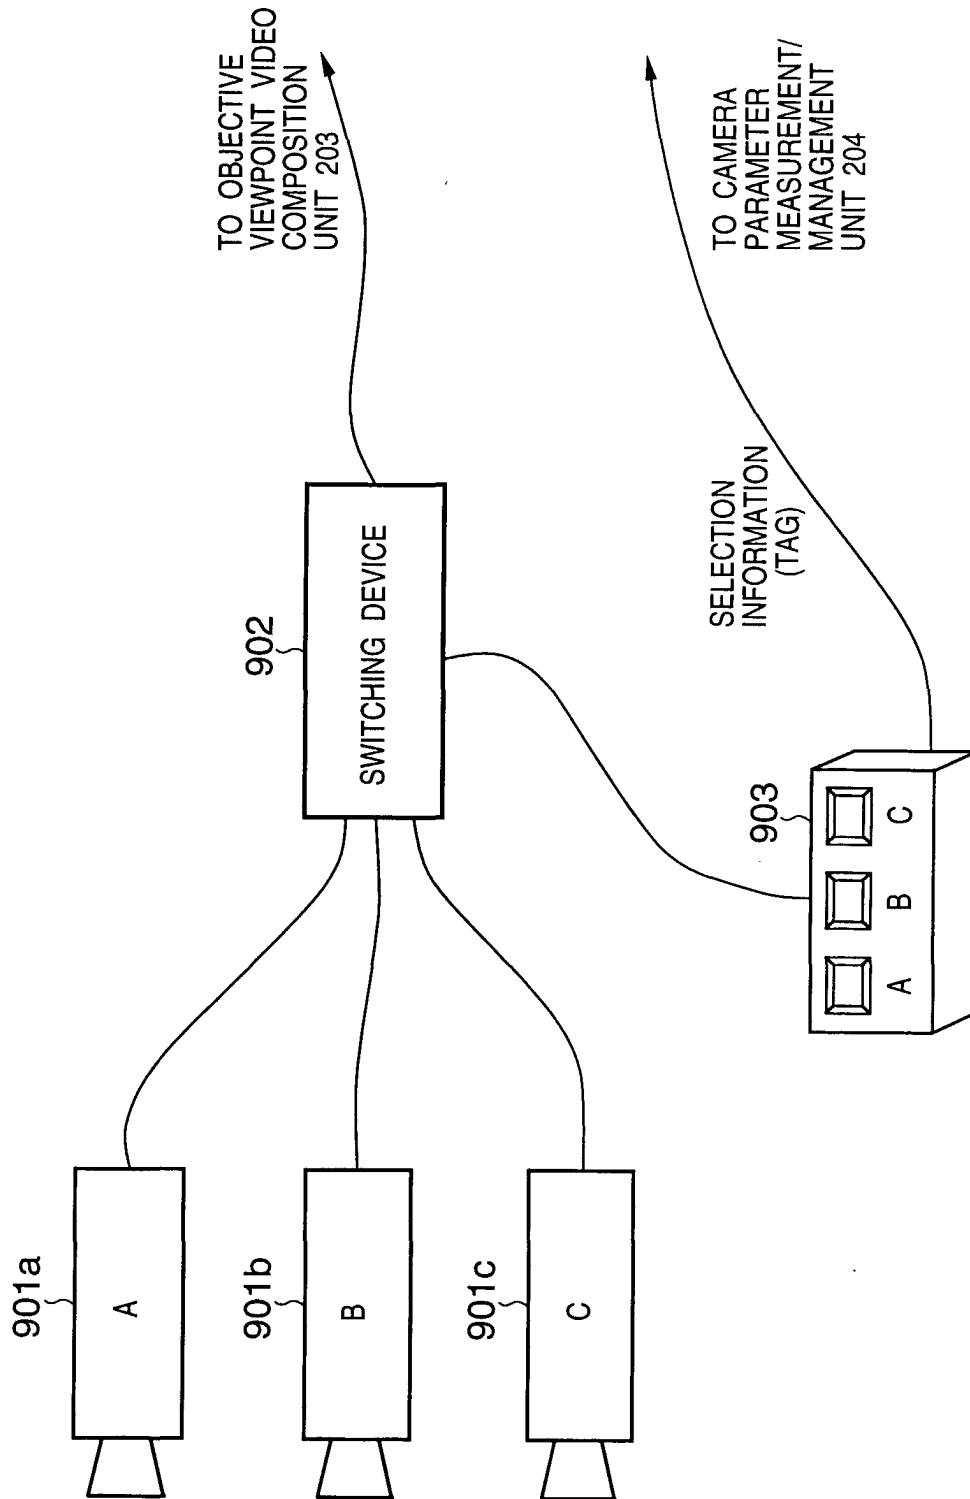 901a
A
901b
B
901c
C
902
SWITCHING DEVICE
903
A B C
SELECTION
INFORMATION
(TAG)
TO OBJECTIVE
VIEWPOINT VIDEO
COMPOSITION
UNIT 203
TO CAMERA
PARAMETER
MEASUREMENT/
MANAGEMENT
UNIT 204